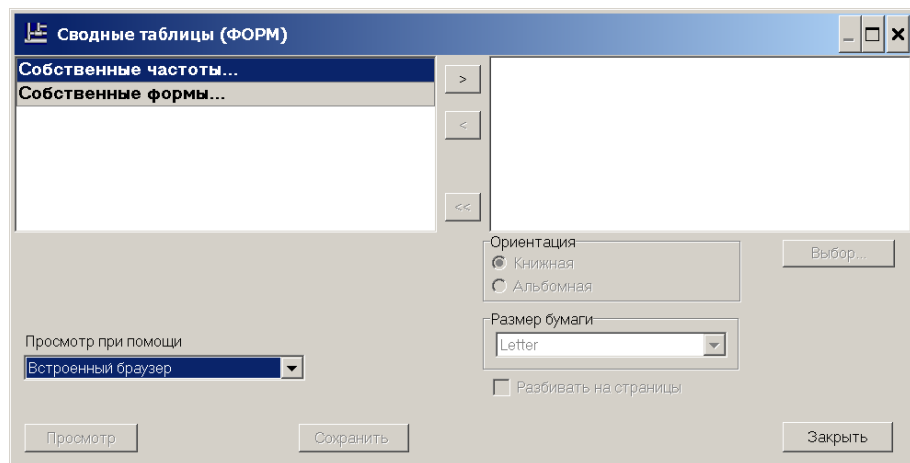 Сводные таблицы (ФОРМ)
Собственные частоты...
Собственные формы...
>
<
<<
Ориентация
Книжная
Альбомная
Выбор...
Размер бумаги
Letter
Просмотр при помощи
Встроенный браузер
Разбивать на страницы
Просмотр
Сохранить
Закрыть